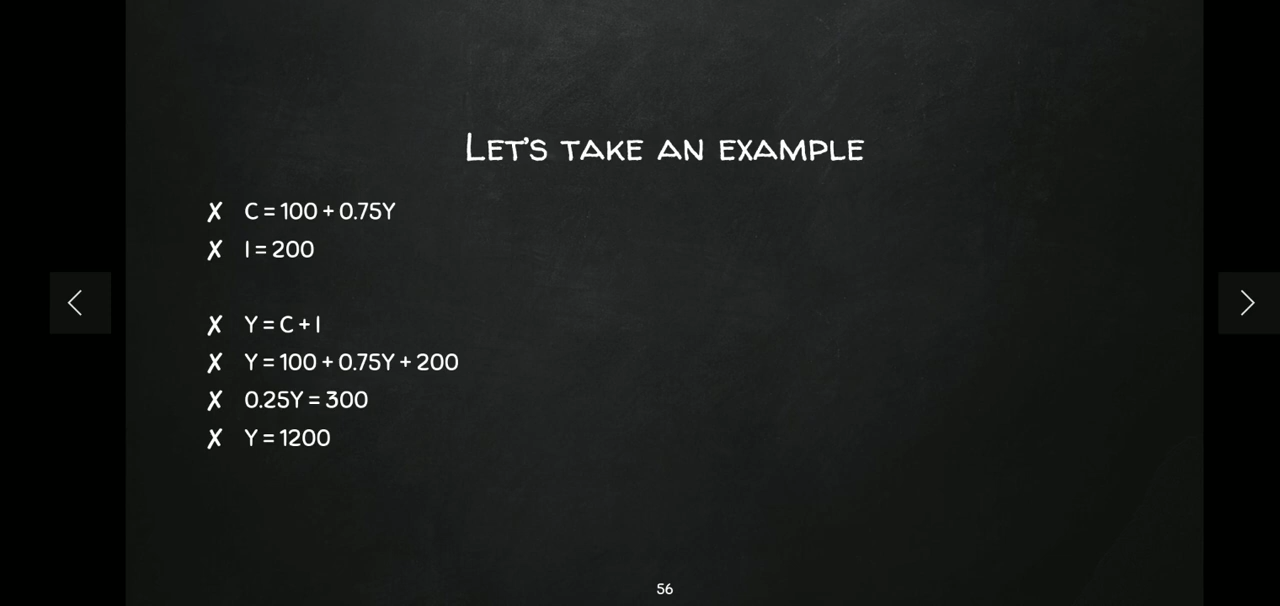 Let's take an example
✗ C = 100 + 0.75Y
✗ I = 200
✗ Y = C + I
✗ Y = 100 + 0.75Y + 200
✗ 0.25Y = 300
✗ Y = 1200
56